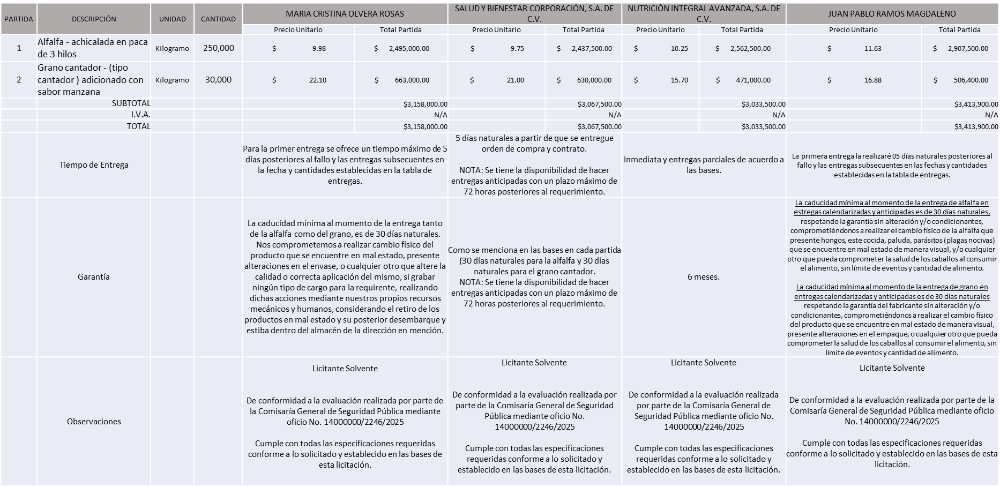 PARTIDA DESCRIPCIÓN UNIDAD CANTIDAD MARIA CRISTINA OLVERA ROSAS SALUD Y BIENESTAR CORPORACIÓN, S.A. DE C.V. NUTRICIÓN INTEGRAL AVANZADA, S.A. DE C.V. JUAN PABLO RAMOS MAGDALENO
Precio Unitario Total Partida Precio Unitario Total Partida Precio Unitario Total Partida Precio Unitario Total Partida
1 Alfalfa - achicalada en paca de 3 hilos Kilogramo 250,000 $ 9.98 $ 2,495,000.00 $ 9.75 $ 2,437,500.00 $ 10.25 $ 2,562,500.00 $ 11.63 $ 2,907,500.00
2 Grano cantador - (tipo cantador ) adicionado con sabor manzana Kilogramo 30,000 $ 22.10 $ 663,000.00 $ 21.00 $ 630,000.00 $ 15.70 $ 471,000.00 $ 16.88 $ 506,400.00
SUBTOTAL $3,158,000.00 $3,067,500.00 $3,033,500.00 $3,413,900.00
I.V.A. N/A N/A N/A N/A
TOTAL $3,158,000.00 $3,067,500.00 $3,033,500.00 $3,413,900.00
Tiempo de Entrega
Para la primer entrega se ofrece un tiempo máximo de 5
días posteriores al fallo y las entregas subsecuentes en
la fecha y cantidades establecidas en la tabla de
entregas.
5 días naturales a partir de que se entregue
orden de compra y contrato.
NOTA: Se tiene la disponibilidad de hacer
entregas anticipadas con un plazo máximo de
72 horas posteriores al requerimiento.
Inmediata y entregas parciales de acuerdo a
las bases.
La primera entrega la realizaré 05 días naturales posteriores al
fallo y las entregas subsecuentes en las fechas y cantidades
establecidas en la tabla de entregas.
Garantía
La caducidad mínima al momento de la entrega tanto
de la alfalfa como del grano, es de 30 días naturales.
Nos comprometemos a realizar cambio físico del
producto que se encuentre en mal estado, presente
alteraciones en el envase, o cualquier otro que altere la
calidad o correcta aplicación del mismo, si grabar
ningún tipo de cargo para la requirente, realizando
dichas acciones mediante nuestros propios recursos
mecánicos y humanos, considerando el retiro de los
productos en mal estado y su posterior desembarque y
estiba dentro del almacén de la dirección en mención.
Como se menciona en las bases en cada partida
(30 días naturales para la alfalfa y 30 días
naturales para el grano cantador.
NOTA: Se tiene la disponibilidad de hacer
entregas anticipadas con un plazo máximo de
72 horas posteriores al requerimiento.
6 meses.
La caducidad mínima al momento de la entrega de alfalfa en
estregas calendarizadas y anticipadas es de 30 días naturales,
respetando la garantía sin alteración y/o condicionantes,
comprometiéndonos a realizar el cambio físico de la alfalfa que
presente hongos, este cocida, paluda, parásitos (plagas nocivas)
que se encuentre en mal estado de manera visual, y/o cualquier
otro que pueda comprometer la salud de los caballos al consumir
el alimento, sin límite de eventos y cantidad de alimento.
La caducidad mínima al momento de la entrega de grano en
entregas calendarizadas y anticipadas es de 30 días naturales
respetando la garantía del fabricante sin alteración y/o
condicionantes, comprometiéndonos a realizar el cambio físico
del producto que se encuentre en mal estado de manera visual,
presente alteraciones en el empaque, o cualquier otro que pueda
comprometer la salud de los caballos al consumir el alimento, sin
límite de eventos y cantidad de alimento.
Observaciones
Licitante Solvente
De conformidad a la evaluación realizada por parte de
la Comisaría General de Seguridad Pública mediante
oficio No. 14000000/2246/2025
Cumple con todas las especificaciones requeridas
conforme a lo solicitado y establecido en las bases de
esta licitación.
Licitante Solvente
De conformidad a la evaluación realizada por
parte de la Comisaría General de Seguridad
Pública mediante oficio No.
14000000/2246/2025
Cumple con todas las especificaciones
requeridas conforme a lo solicitado y
establecido en las bases de esta licitación.
Licitante Solvente
De conformidad a la evaluación realizada
por parte de la Comisaría General de
Seguridad Pública mediante oficio No.
14000000/2246/2025
Cumple con todas las especificaciones
requeridas conforme a lo solicitado y
establecido en las bases de esta licitación.
Licitante Solvente
De conformidad a la evaluación realizada por parte de la
Comisaría General de Seguridad Pública mediante oficio
No. 14000000/2246/2025
Cumple con todas las especificaciones requeridas
conforme a lo solicitado y establecido en las bases de esta
licitación.